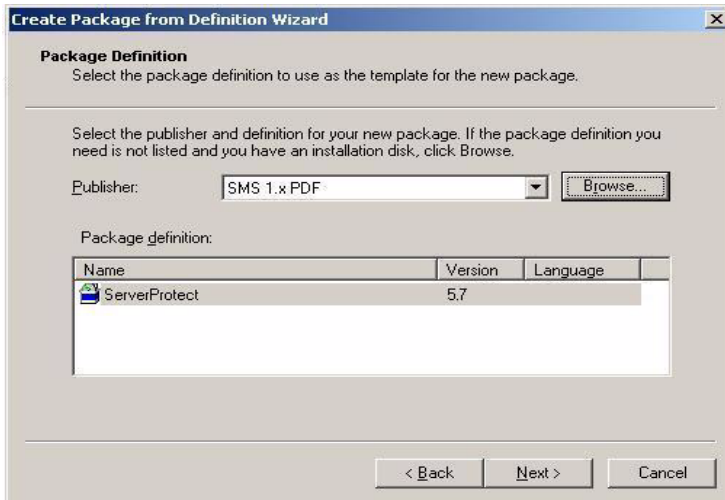 Create Package from Definition Wizard
Package Definition
Select the package definition to use as the template for the new package.
Select the publisher and definition for your new package. If the package definition you
need is not listed and you have an installation disk, click Browse.
Publisher: SMS 1.x PDF Browse...
Package definition:
Name Version Language
ServerProtect 5.7
< Back Next > Cancel